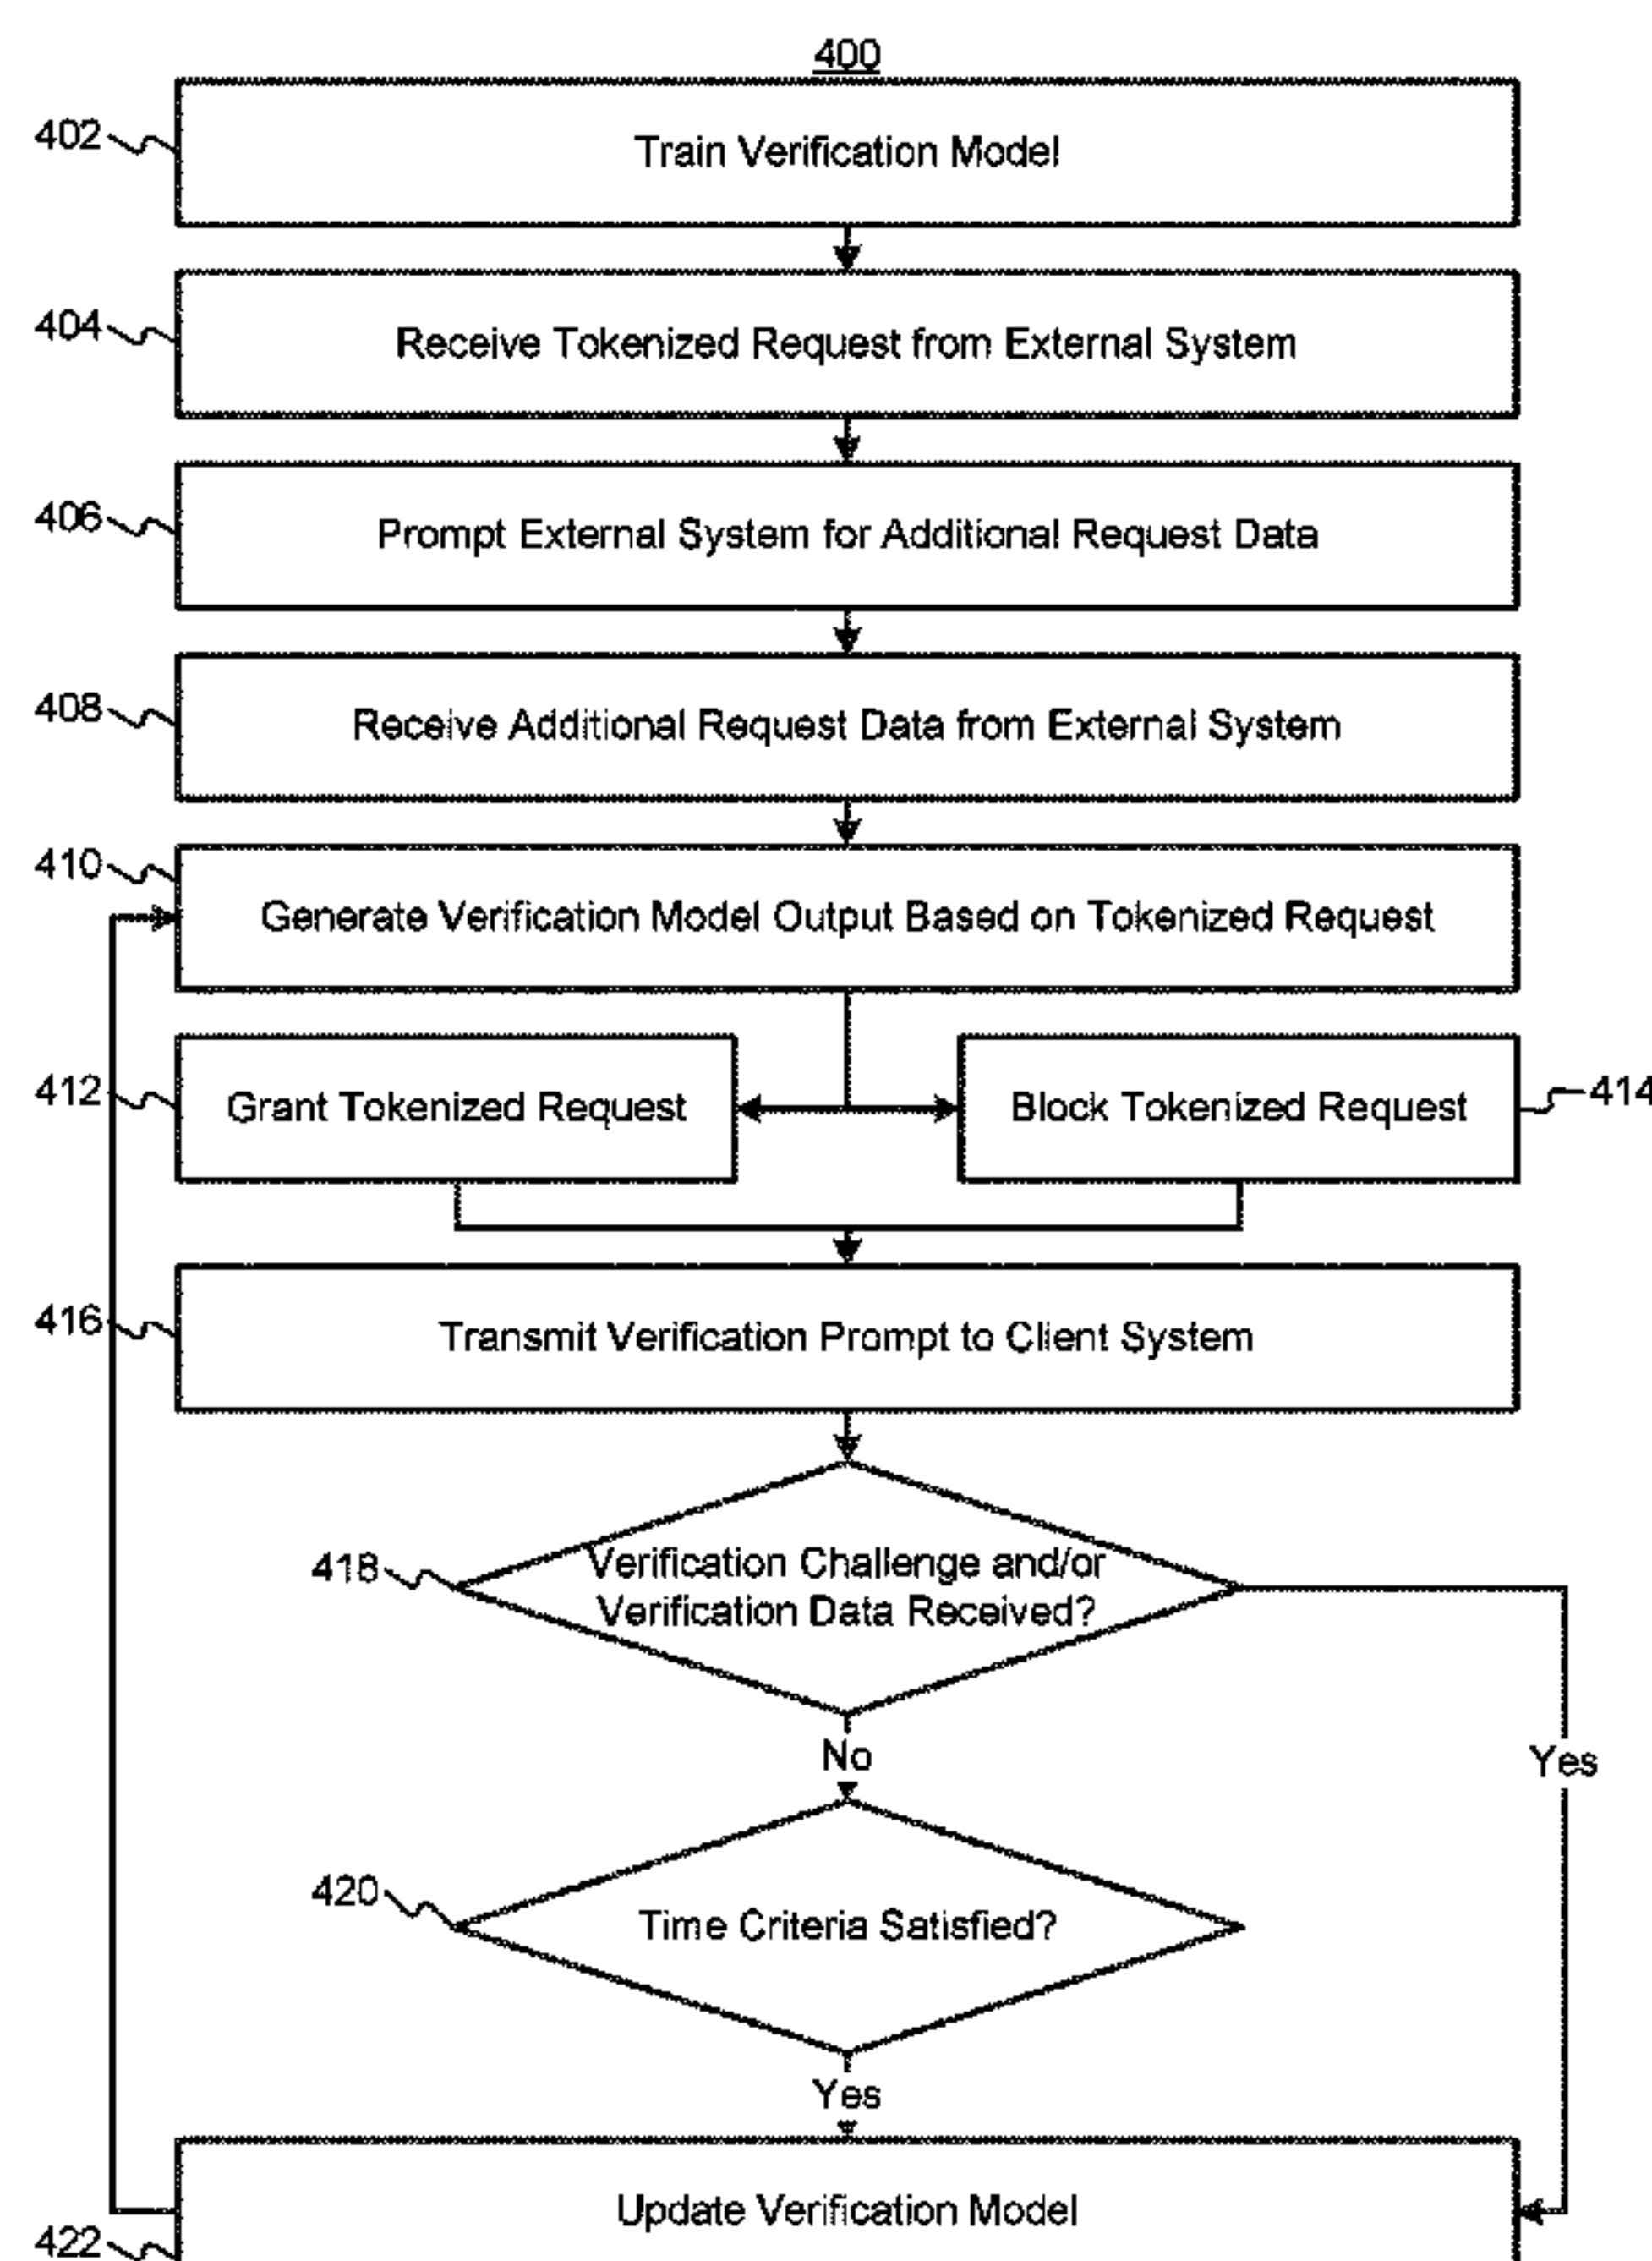 400
402
Train Verification Model
404
Receive Tokenized Request from External System
406
Prompt External System for Additional Request Data
408
Receive Additional Request Data from External System
410
Generate Verification Model Output Based on Tokenized Request
412
Grant Tokenized Request
Block Tokenized Request
414
416
Transmit Verification Prompt to Client System
418
Verification Challenge and/or
Verification Data Received?
No
Yes
420
Time Criteria Satisfied?
Yes
Update Verification Model
422